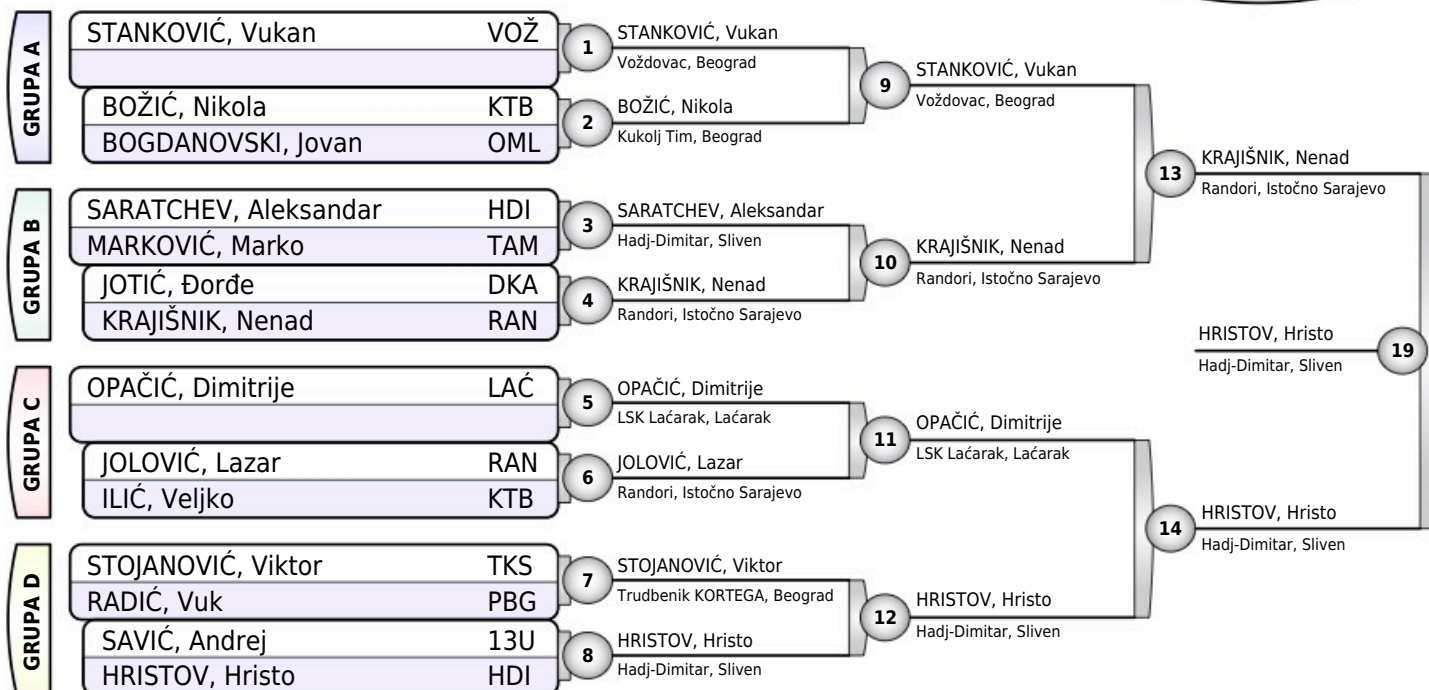 GRUPA A
STANKOVIĆ, Vukan VOŽ
BOŽIĆ, Nikola KTB
BOGDANOVSKI, Jovan OML
GRUPA B
SARATCHEV, Aleksandar HDI
MARKOVIĆ, Marko TAM
JOTIĆ, Đorđe DKA
KRAJIŠNIK, Nenad RAN
GRUPA C
OPAČIĆ, Dimitrije LAĆ
JOLOVIĆ, Lazar RAN
ILIĆ, Veljko KTB
GRUPA D
STOJANOVIĆ, Viktor TKS
RADIĆ, Vuk PBG
SAVIĆ, Andrej 13U
HRISTOV, Hristo HDI
1 STANKOVIĆ, Vukan
Voždovac, Beograd
2 BOŽIĆ, Nikola
Kukolj Tim, Beograd
3 SARATCHEV, Aleksandar
Hadj-Dimitar, Sliven
4 KRAJIŠNIK, Nenad
Randori, Istočno Sarajevo
5 OPAČIĆ, Dimitrije
LSK Laćarak, Laćarak
6 JOLOVIĆ, Lazar
Randori, Istočno Sarajevo
7 STOJANOVIĆ, Viktor
Trudbenik KORTEGA, Beograd
8 HRISTOV, Hristo
Hadj-Dimitar, Sliven
9 STANKOVIĆ, Vukan
Voždovac, Beograd
10 KRAJIŠNIK, Nenad
Randori, Istočno Sarajevo
11 OPAČIĆ, Dimitrije
LSK Laćarak, Laćarak
12 HRISTOV, Hristo
Hadj-Dimitar, Sliven
13 KRAJIŠNIK, Nenad
Randori, Istočno Sarajevo
14 HRISTOV, Hristo
Hadj-Dimitar, Sliven
HRISTOV, Hristo 19
Hadj-Dimitar, Sliven